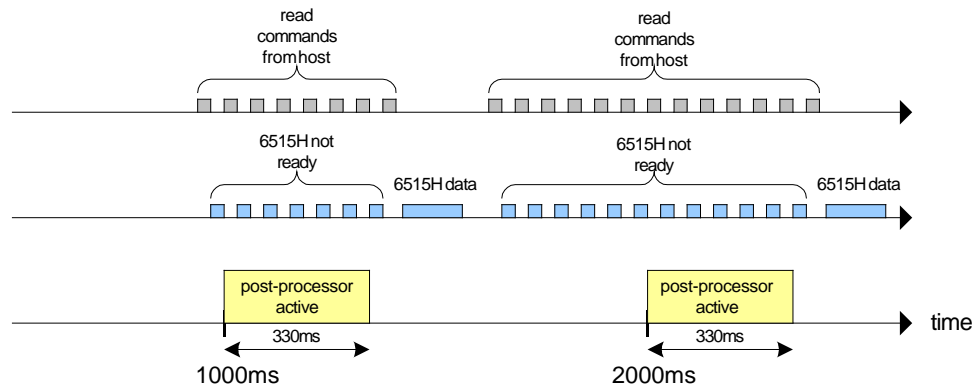 read
commands
from host
read
commands
from host
6515H not
ready
6515H data
6515H not
ready
6515H data
post-processor
active
post-processor
active
time
330ms
330ms
1000ms
2000ms